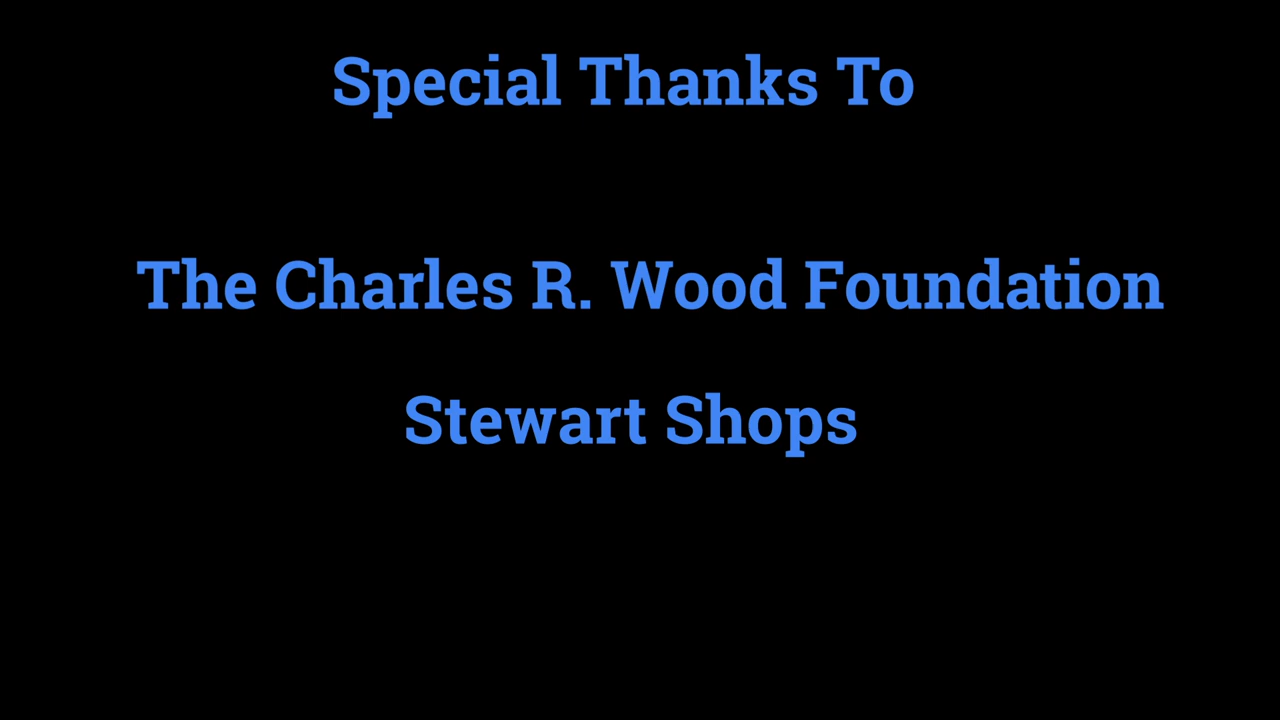 Special Thanks To
The Charles R. Wood Foundation
Stewart Shops